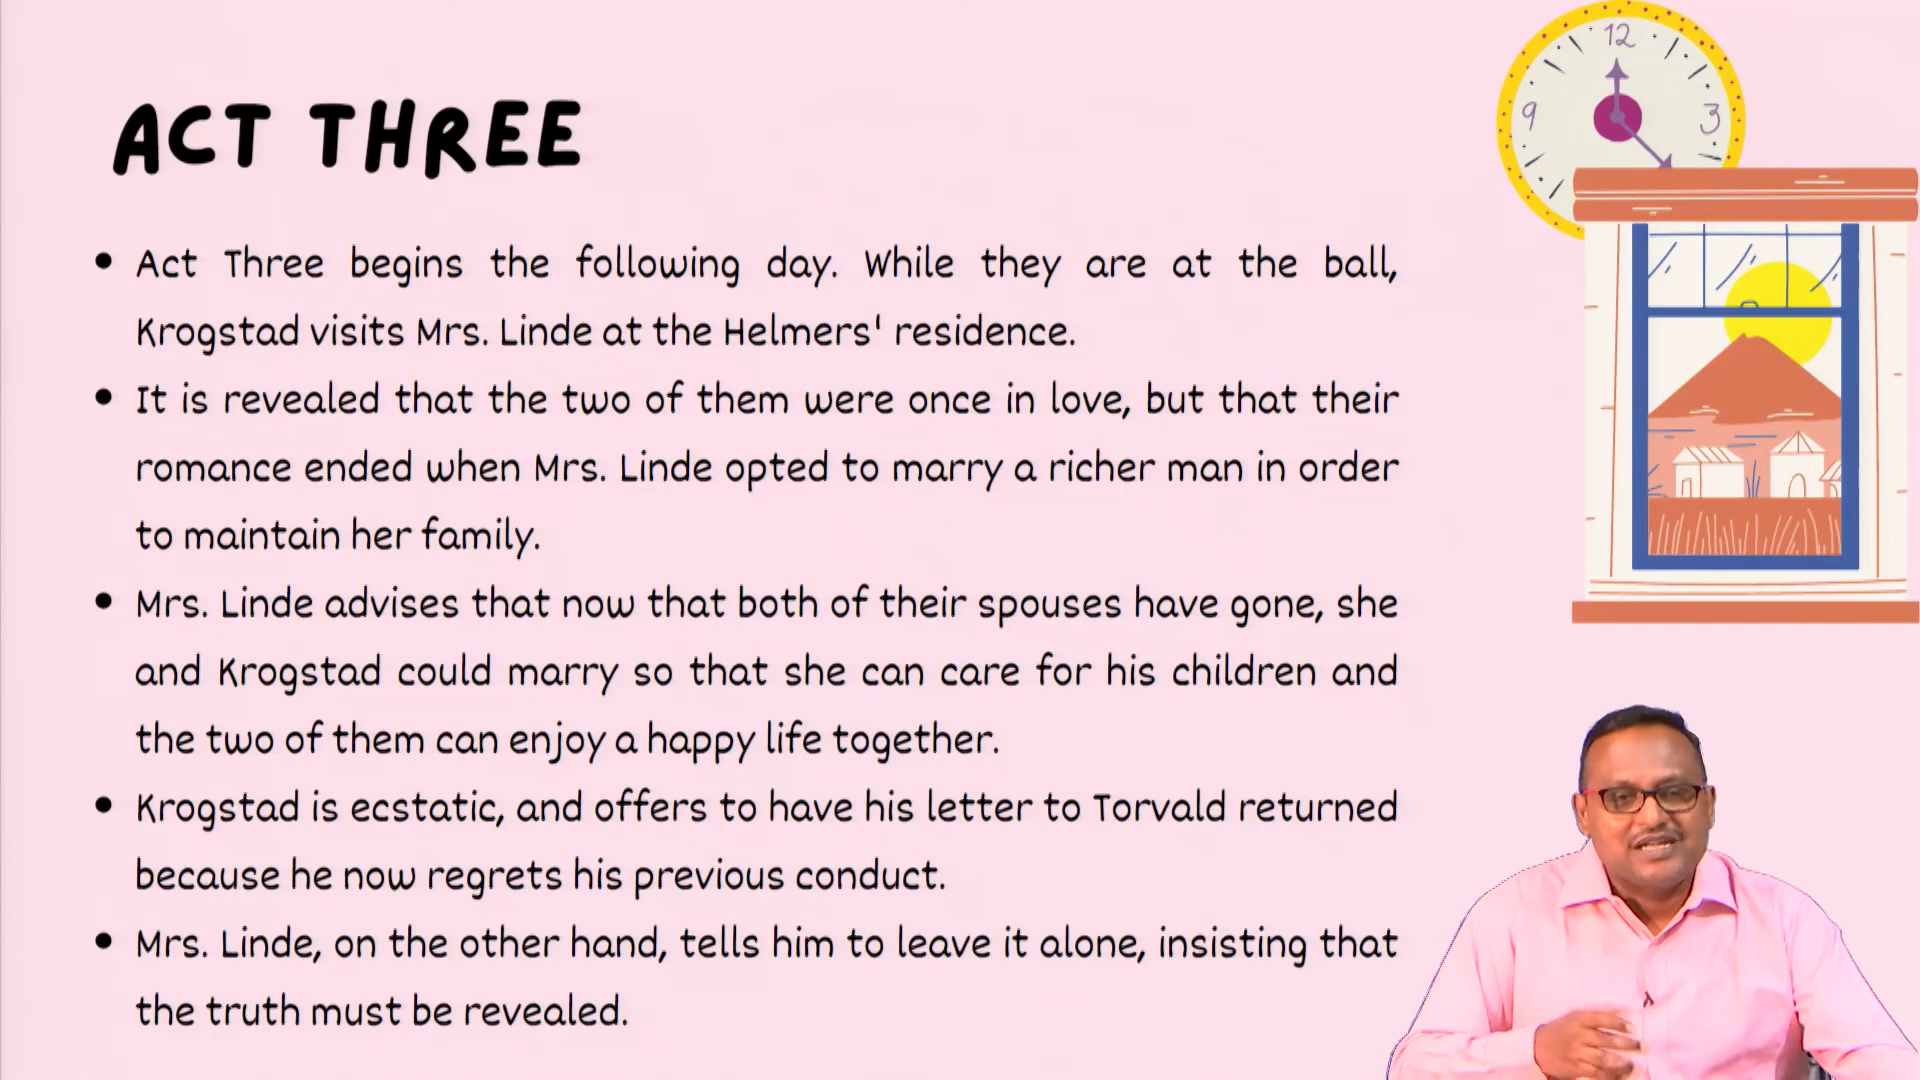 ACT THREE
12
9
3
• Act Three begins the following day. While they are at the ball,
Krogstad visits Mrs. Linde at the Helmers' residence.
• It is revealed that the two of them were once in love, but that their
romance ended when Mrs. Linde opted to marry a richer man in order
to maintain her family.
• Mrs. Linde advises that now that both of their spouses have gone, she
and Krogstad could marry so that she can care for his children and
the two of them can enjoy a happy life together.
• Krogstad is ecstatic, and offers to have his letter to Torvald returned
because he now regrets his previous conduct.
• Mrs. Linde, on the other hand, tells him to leave it alone, insisting that
the truth must be revealed.